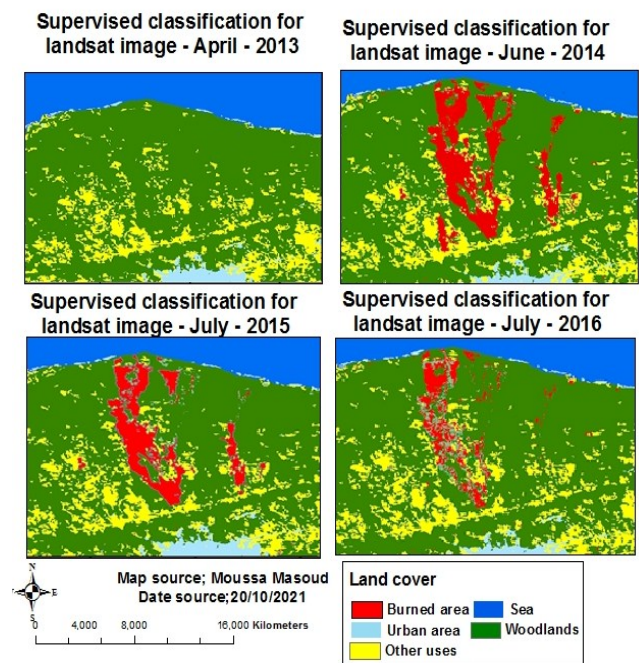 Supervised classification for
landsat image - April - 2013
Supervised classification for
landsat image - June - 2014
Supervised classification for
landsat image - July - 2015
Supervised classification for
landsat image - July - 2016
N
E
S
Map source; Moussa Masoud
Date source;20/10/2021
0 4,000 8,000 16,000 Kilometers
Land cover
Burned area Sea
Urban area Woodlands
Other uses